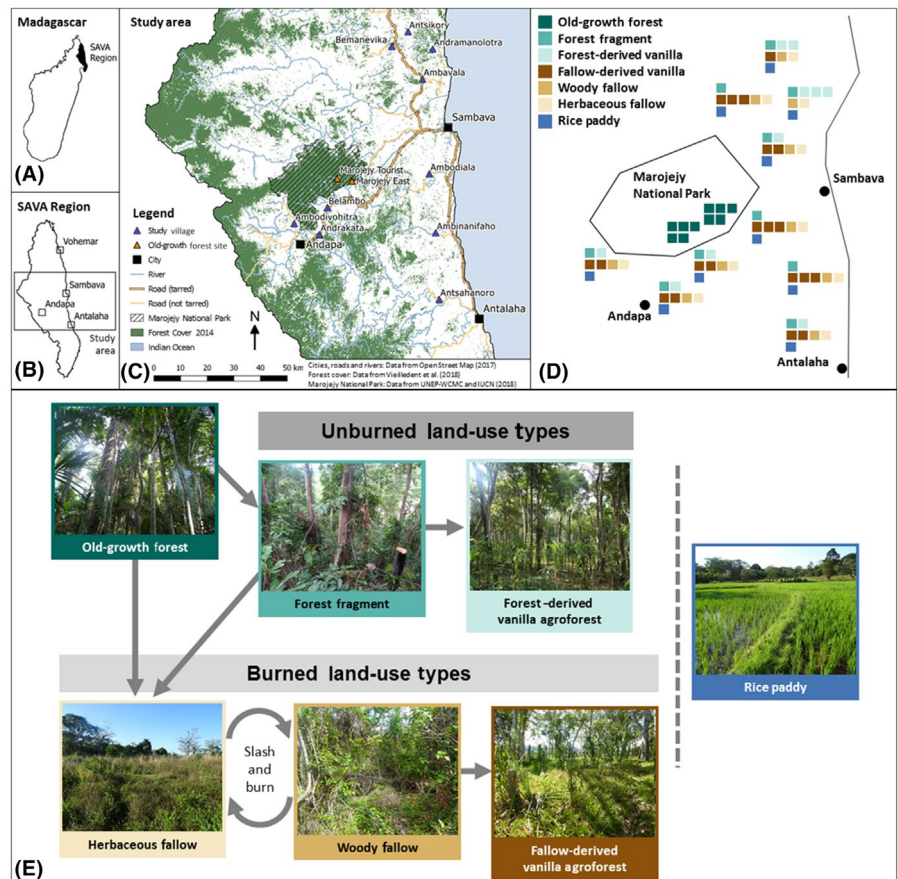 Madagascar
SAVA
Region
(A)
SAVA Region
Vohemar
Sambava
Andapa
Antalaha
Study
area
(B)
Study area
Antsikory
Bemanevika
Andramanolotra
Ambavala
Sambava
Marojejy Tourist
Marojejy East
Ambodiala
Belambo
Ambodivohitra
Andrakata
Andapa
Ambinanifaho
Antsahanoro
Antalaha
Legend
Study village
Old-growth forest site
City
River
Road (tarred)
Road (not tarred)
Marojejy National Park
Forest Cover 2014
Indian Ocean
N
0 10 20 30 40 50 km
Cities, roads and rivers: Data from Open Street Map (2017)
Forest cover: Data from Vieilledent et al. (2018)
Marojejy National Park: Data from UNEP-WCMC and IUCN (2018)
(C)
Old-growth forest
Forest fragment
Forest-derived vanilla
Fallow-derived vanilla
Woody fallow
Herbaceous fallow
Rice paddy
Marojejy
National Park
Sambava
Andapa
Antalaha
(D)
Unburned land-use types
Old-growth forest
Forest fragment
Forest-derived
vanilla agroforest
Rice paddy
Burned land-use types
Slash
and
burn
Herbaceous fallow
Woody fallow
Fallow-derived
vanilla agroforest
(E)